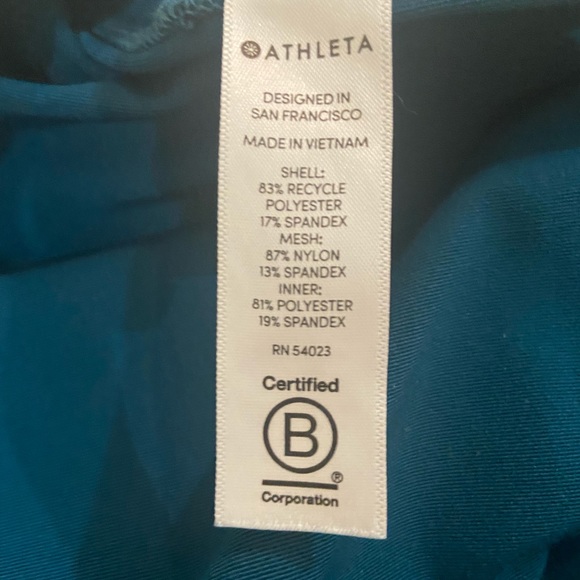 ATHLETA
DESIGNED IN
SAN FRANCISCO
MADE IN VIETNAM
SHELL:
83% RECYCLE
POLYESTER
17% SPANDEX
MESH:
87% NYLON
13% SPANDEX
INNER:
81% POLYESTER
19% SPANDEX
RN 54023
Certified
B
®
Corporation